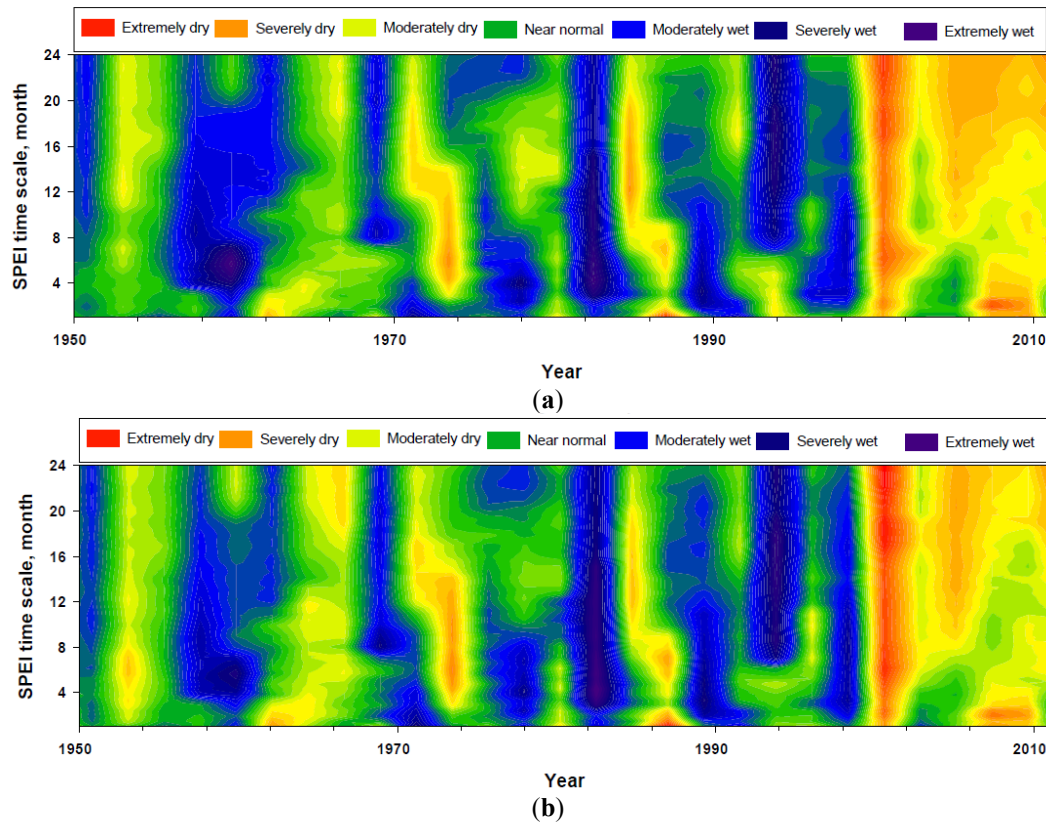 Extremely dry Severely dry Moderately dry Near normal Moderately wet Severely wet Extremely wet
24
20
16
12
8
4
SPEI time scale, month
1950 1970 1990 2010
Year
(a)
Extremely dry Severely dry Moderately dry Near normal Moderately wet Severely wet Extremely wet
24
20
16
12
8
4
SPEI time scale, month
1950 1970 1990 2010
Year
(b)